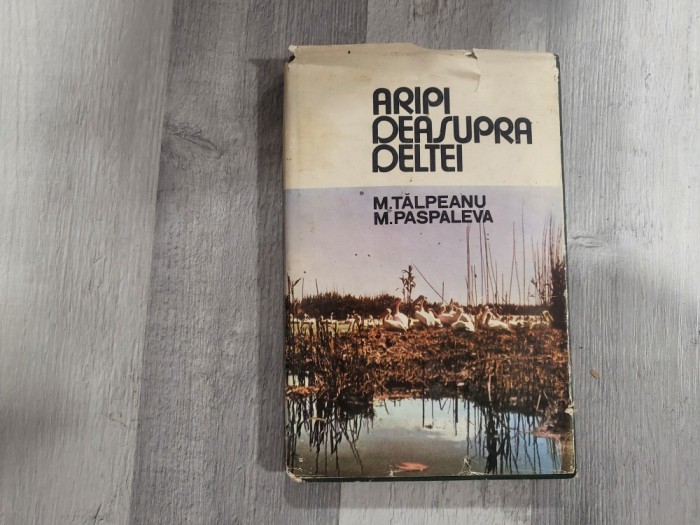 ARIPI
DEASUPRA
DELTEI
M.TĂLPEANU
M.PASPALEVA